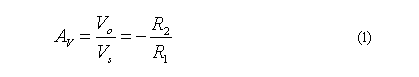 A_V = V_o / V_s = − R_2 / R_1 (1)